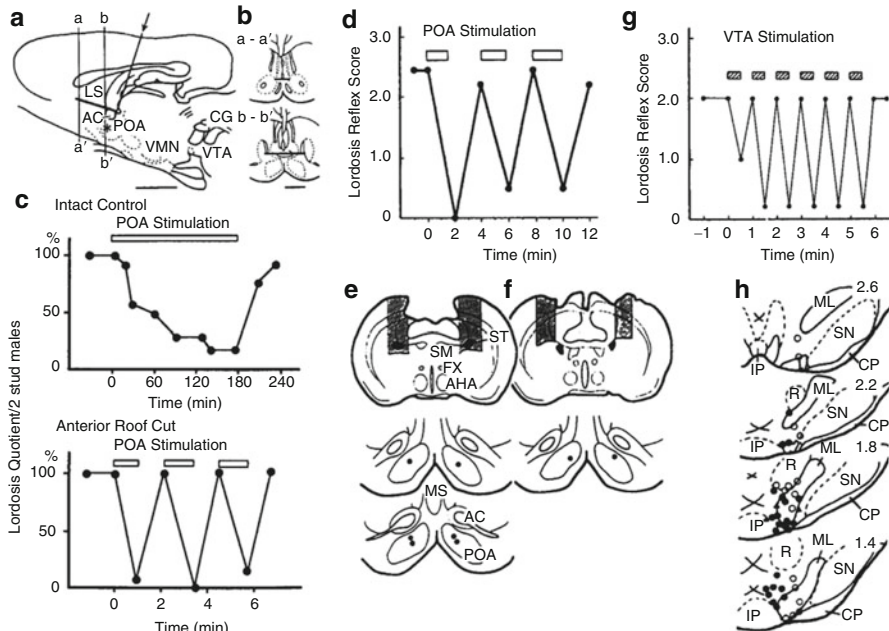 a
a b
LS
AC
POA
VMN
CG
VTA
a'
b'
b
a - a'
b - b'
c
Intact Control
POA Stimulation
%
100
50
0
0 60 120 180 240
Time (min)
Anterior Roof Cut
POA Stimulation
%
100
50
0
0 2 4 6
Time (min)
Lordosis Quotient/2 stud males
d
POA Stimulation
3.0
2.0
1.0
0
Lordosis Reflex Score
0 2 4 6 8 10 12
Time (min)
e
SM
ST
FX
AHA
MS
AC
POA
f
g
VTA Stimulation
3.0
2.0
1.0
0
Lordosis Reflex Score
−1 0 1 2 3 4 5 6
Time (min)
h
2.6
ML
SN
IP
CP
2.2
R
ML
SN
IP
CP
1.8
R
ML
SN
IP
CP
1.4
R
ML
SN
IP
CP